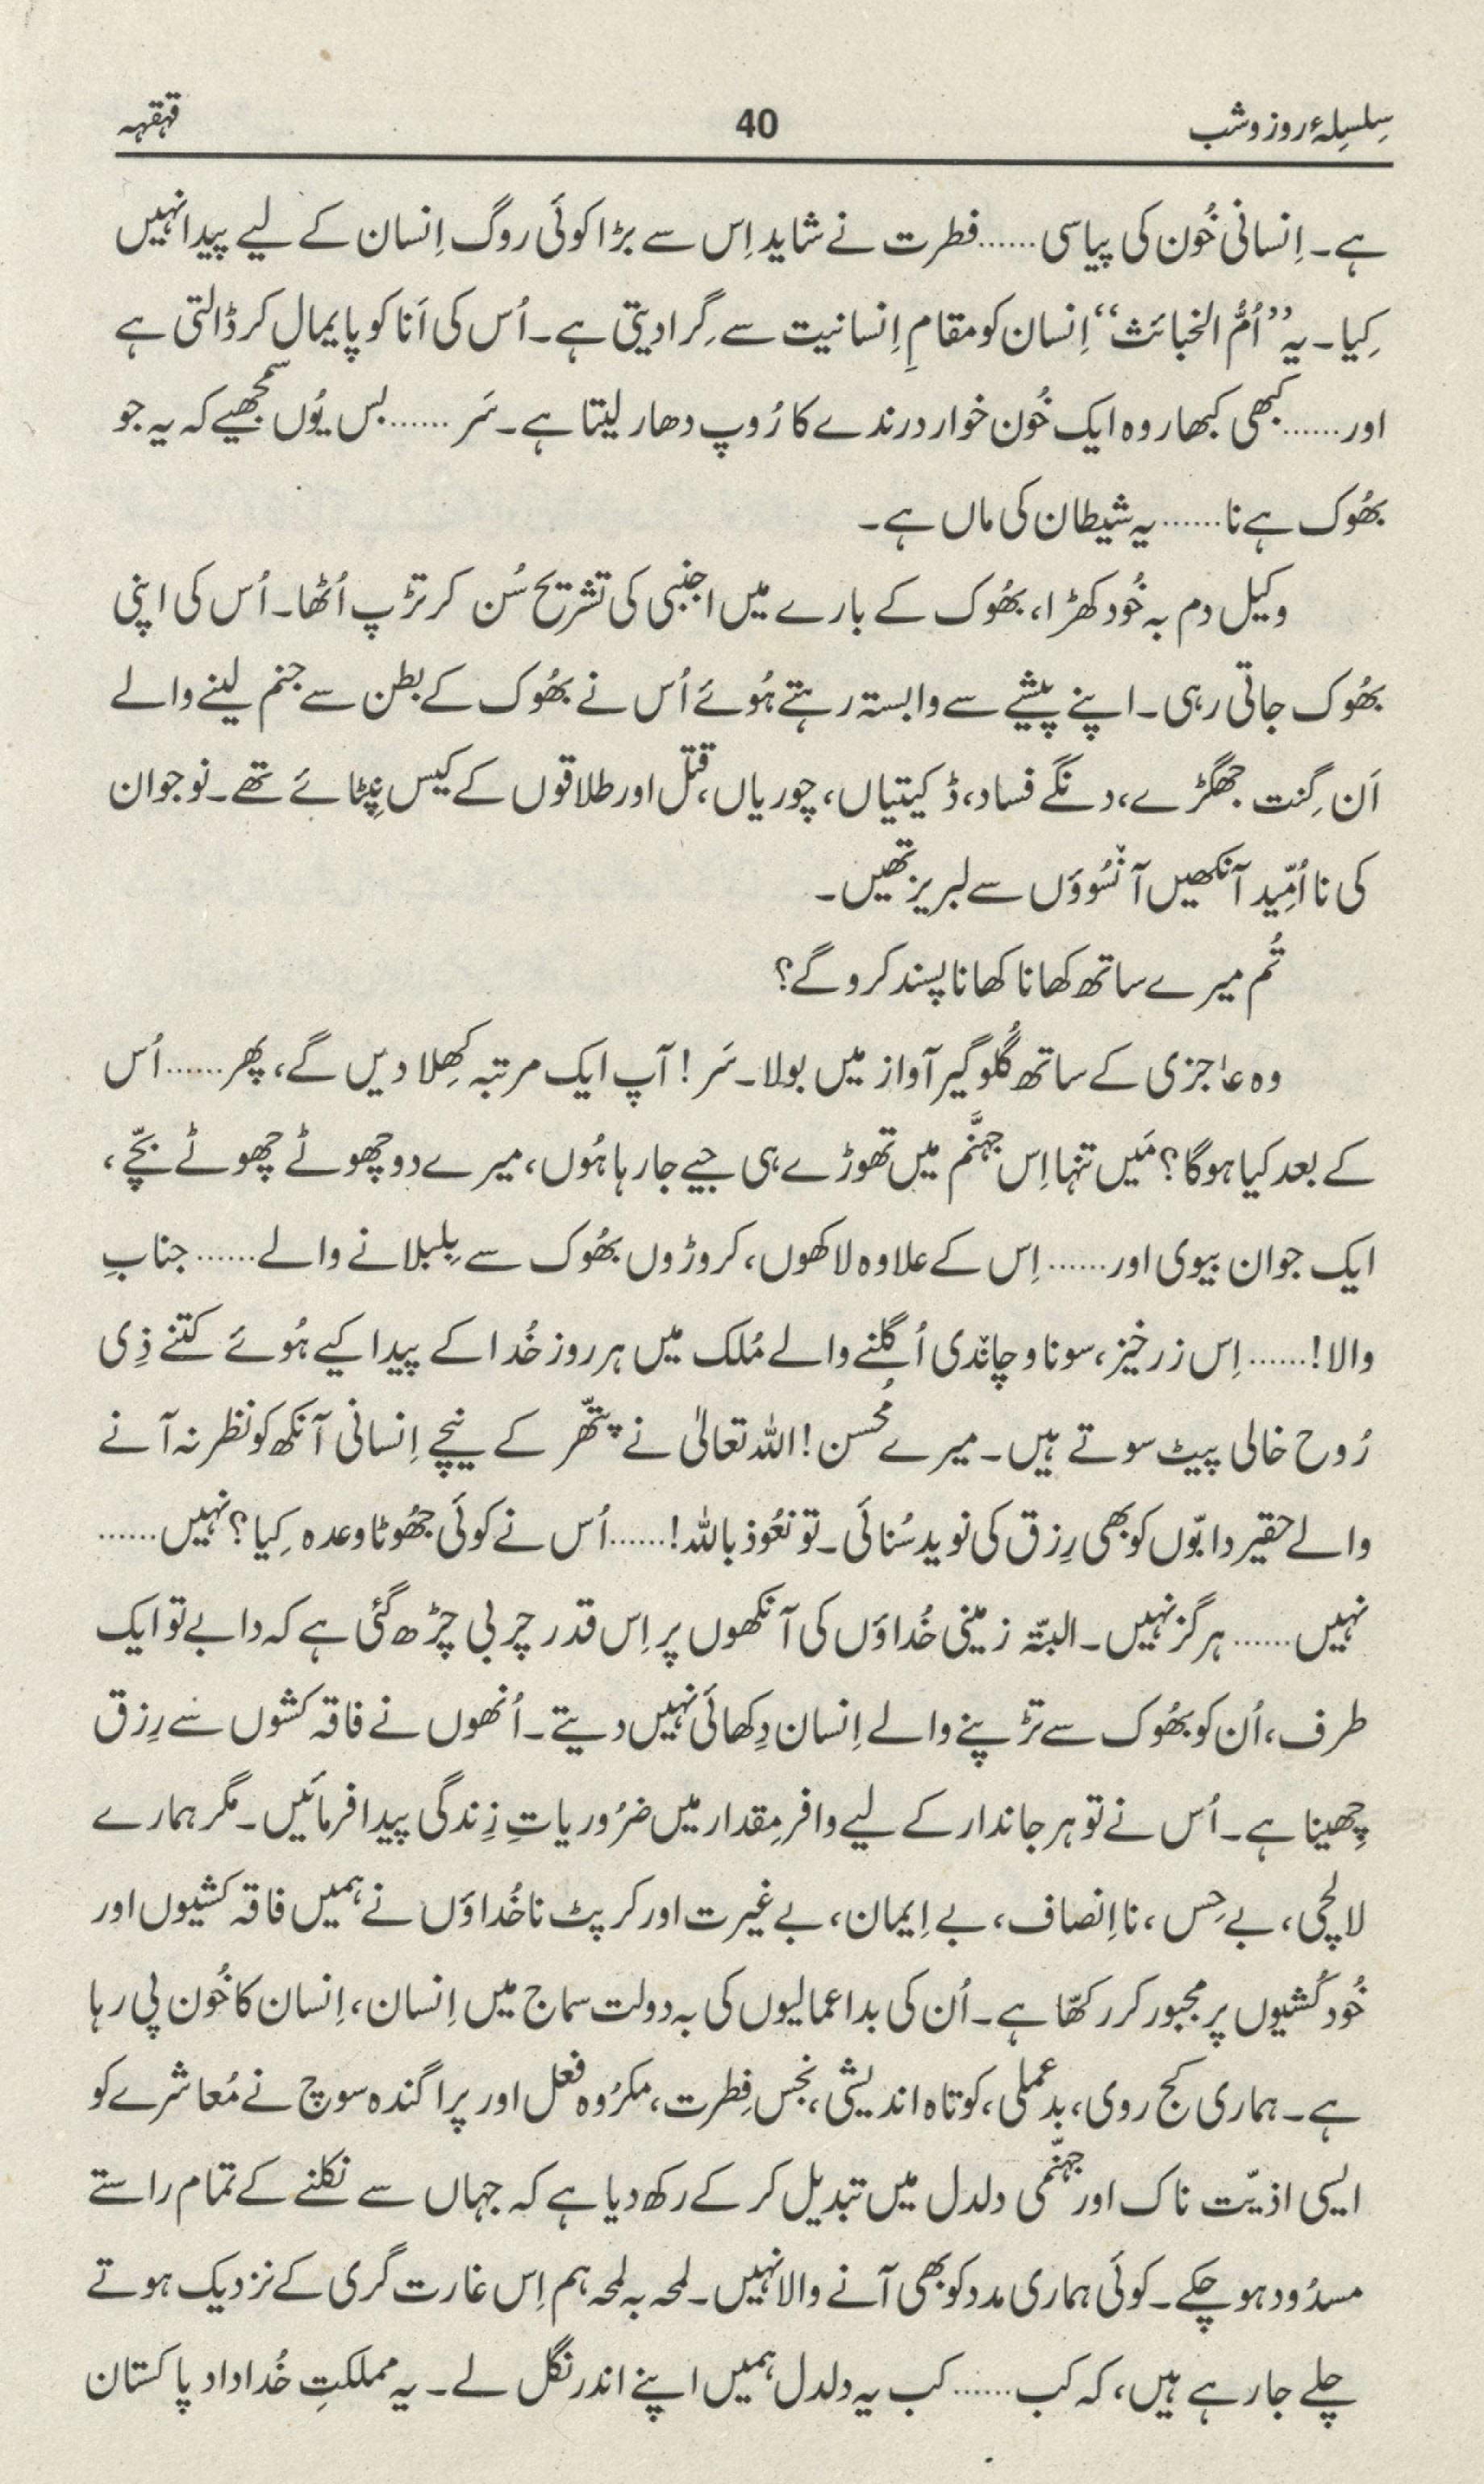 سِلسِلۂ روز و شب 40 قہقہہ
ہے۔ اِنسانی خُون کی پیاسی ......فطرت نے شاید اِس سے بڑا کوئی روگ اِنسان کے لیے پیدا نہیں
کِیا۔ یہ ’’اُمُّ الخبائث‘‘ اِنسان کو مقامِ اِنسانیت سے گِرا دیتی ہے۔ اُس کی اَنا کو پایمال کر ڈالتی ہے
اور......کبھی کبھار وہ ایک خُون خوار درندے کا رُوپ دھار لیتا ہے۔ سَر ......بس یُوں سمجھیے کہ یہ جو
بھُوک ہے نا......یہ شیطان کی ماں ہے۔
وکیل دم بہ خُود کھڑا، بھُوک کے بارے میں اجنبی کی تشریح سُن کر تڑپ اُٹھا۔ اُس کی اپنی
بھُوک جاتی رہی۔ اپنے پیشے سے وابستہ رہتے ہُوئے اُس نے بھُوک کے بطن سے جنم لینے والے
اَن گِنت جھگڑے، دنگے فساد، ڈکیتیاں، چوریاں، قتل اور طلاقوں کے کیس نِپٹائے تھے۔ نوجوان
کی نا اُمِّید آنکھیں آنْسُوؤں سے لبریز تھیں۔
تُم میرے ساتھ کھانا کھانا پسند کرو گے؟
وہ عاجزی کے ساتھ گُلوگیر آواز میں بولا۔ سَر! آپ ایک مرتبہ کھِلا دیں گے، پھر......اُس
کے بعد کیا ہوگا؟ مَیں تنہا اِس جہنَّم میں تھوڑے ہی جیے جا رہا ہُوں، میرے دو چھوٹے چھوٹے بچّے،
ایک جوان بیوی اور...... اِس کے علاوہ لاکھوں، کروڑوں بھُوک سے بِلبلانے والے......جنابِ
والا!......اِس زرخیز، سونا و چانْدی اُگلنے والے مُلک میں ہر روز خُدا کے پیدا کیے ہُوئے کتنے ذِی
رُوح خالی پیٹ سوتے ہیں۔ میرے مُحسن! اللہ تعالیٰ نے پتّھر کے نیچے اِنسانی آنکھ کو نظر نہ آنے
والے حقیر دابّوں کو بھی رِزق کی نوید سُنائی۔ تو نعُوذ باللہ!......اُس نے کوئی جھُوٹا وعدہ کِیا؟ نہیں......
نہیں......ہرگز نہیں۔ البتّہ زمینی خُداؤں کی آنکھوں پر اِس قدر چربی چڑھ گئی ہے کہ دابے تو ایک
طرف، اُن کو بھُوک سے تڑپنے والے اِنسان دِکھائی نہیں دیتے۔ اُنھوں نے فاقہ کشوں سے رِزق
چھِینا ہے۔ اُس نے تو ہر جاندار کے لیے وافر مِقدار میں ضرُوریاتِ زِندگی پیدا فرمائیں۔ مگر ہمارے
لالچی، بے حِس، نا اِنصاف، بے اِیمان، بے غیرت اور کرپٹ ناخُداؤں نے ہمیں فاقہ کشیوں اور
خُود کُشیوں پر مجبور کر رکھّا ہے۔ اُن کی بداعمالیوں کی بہ دولت سماج میں اِنسان، اِنسان کا خُون پی رہا
ہے۔ ہماری کج روی، بدعملی، کوتاہ اندیشی، نجس فِطرت، مکرُوہ فعل اور پراگندہ سوچ نے مُعاشرے کو
ایسی اذیّت ناک اور جہنّمی دلدل میں تبدیل کر کے رکھ دیا ہے کہ جہاں سے نکلنے کے تمام راستے
مسدُود ہو چکے۔ کوئی ہماری مدد کو بھی آنے والا نہیں۔ لمحہ بہ لمحہ ہم اِس غارت گری کے نزدیک ہوتے
چلے جا رہے ہیں، کہ کب......کب یہ دلدل ہمیں اپنے اندر نگل لے۔ یہ مملکتِ خُداداد پاکستان